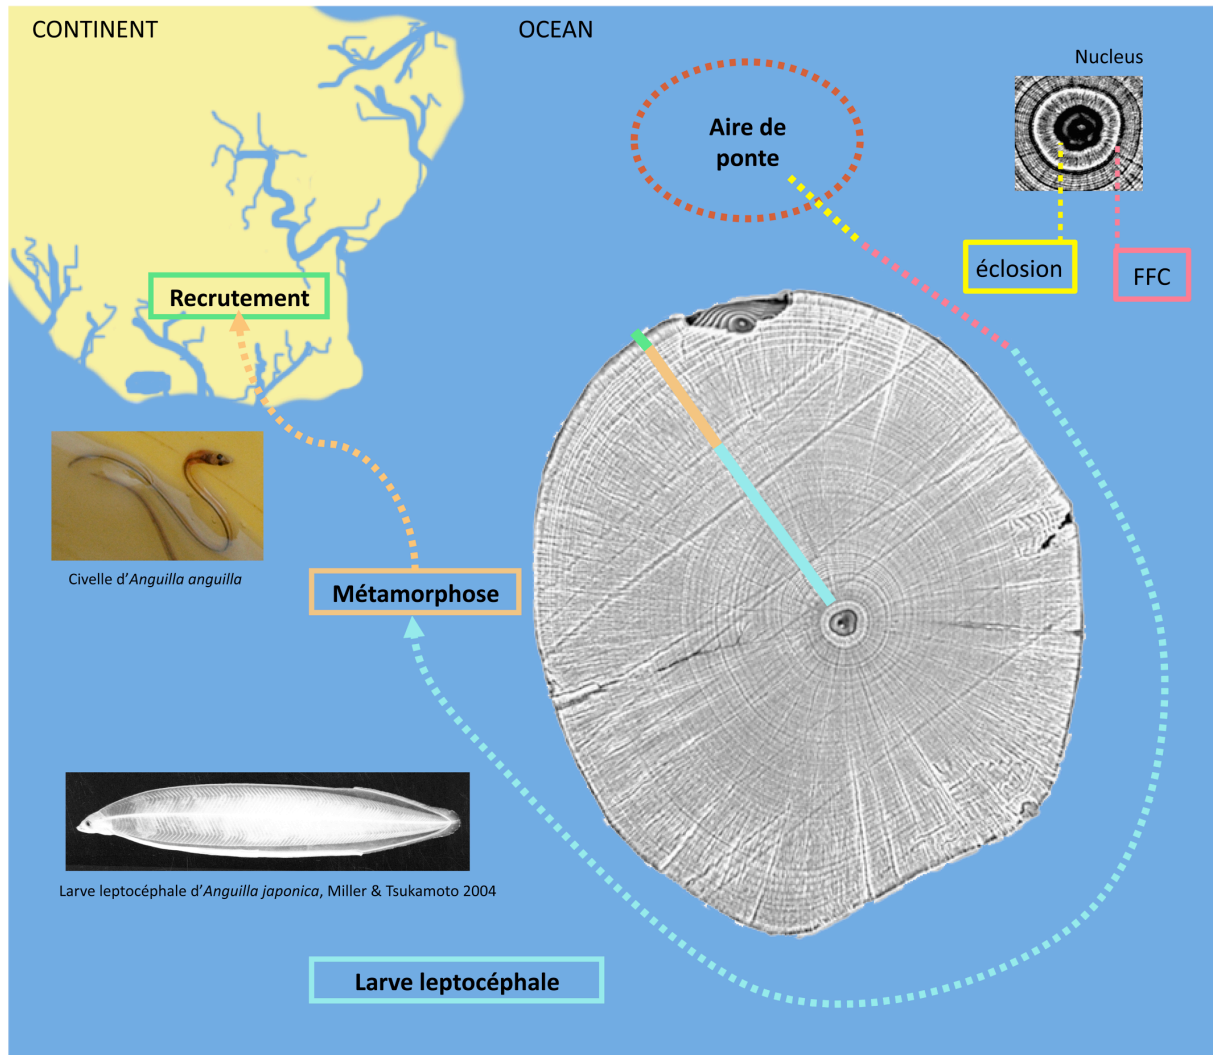 CONTINENT
OCEAN
Nucleus
Aire de
ponte
éclosion
FFC
Recrutement
Civelle d'Anguilla anguilla
Métamorphose
Larve leptocéphale d'Anguilla japonica, Miller & Tsukamoto 2004
Larve leptocéphale